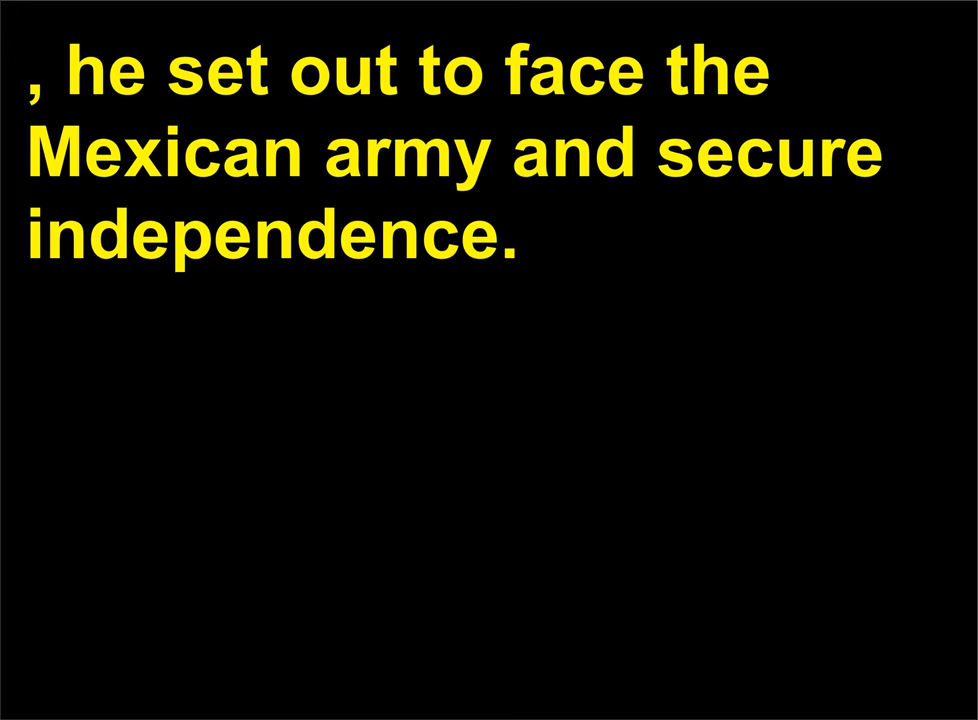 , he set out to face the
Mexican army and secure
independence.